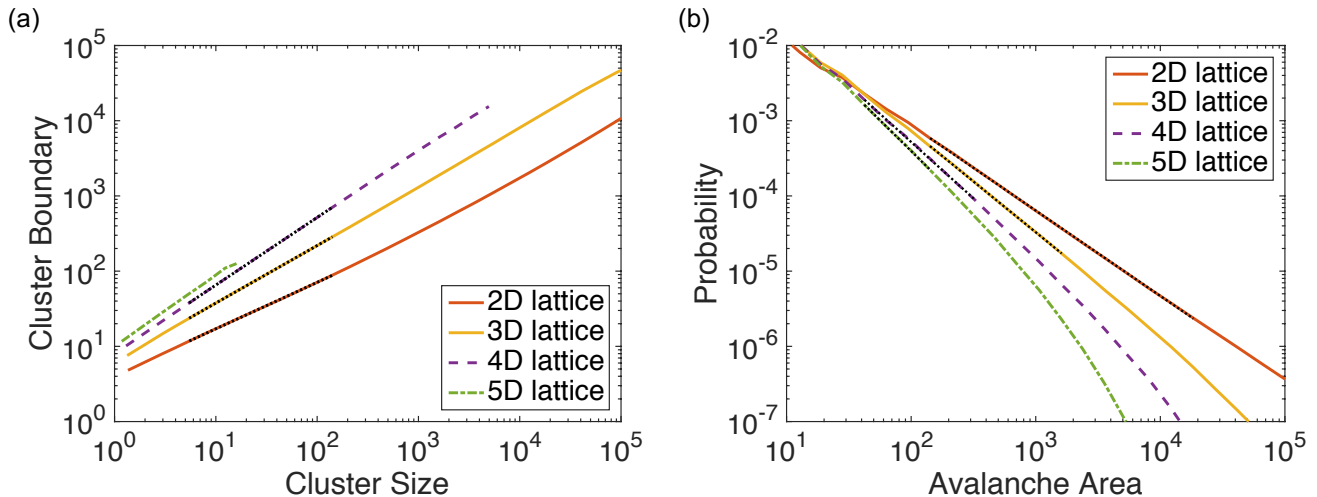 (a)
Cluster Boundary
10^5
10^4
10^3
10^2
10^1
10^0
10^0 10^1 10^2 10^3 10^4 10^5
Cluster Size
2D lattice
3D lattice
4D lattice
5D lattice
(b)
Probability
10^-2
10^-3
10^-4
10^-5
10^-6
10^-7
10^1 10^2 10^3 10^4 10^5
Avalanche Area
2D lattice
3D lattice
4D lattice
5D lattice